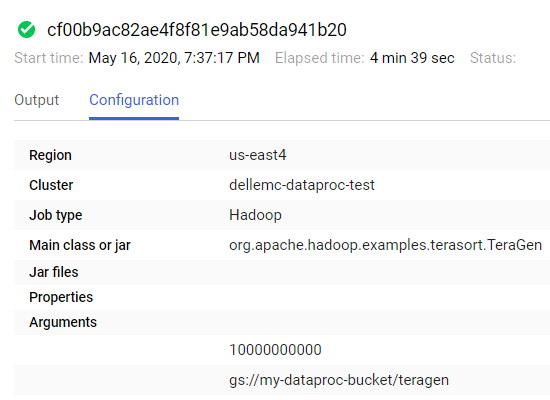 cf00b9ac82ae4f8f81e9ab58da941b20
Start time: May 16, 2020, 7:37:17 PM Elapsed time: 4 min 39 sec Status:
Output Configuration
Region us-east4
Cluster dellemc-dataproc-test
Job type Hadoop
Main class or jar org.apache.hadoop.examples.terasort.TeraGen
Jar files
Properties
Arguments
10000000000
gs://my-dataproc-bucket/teragen